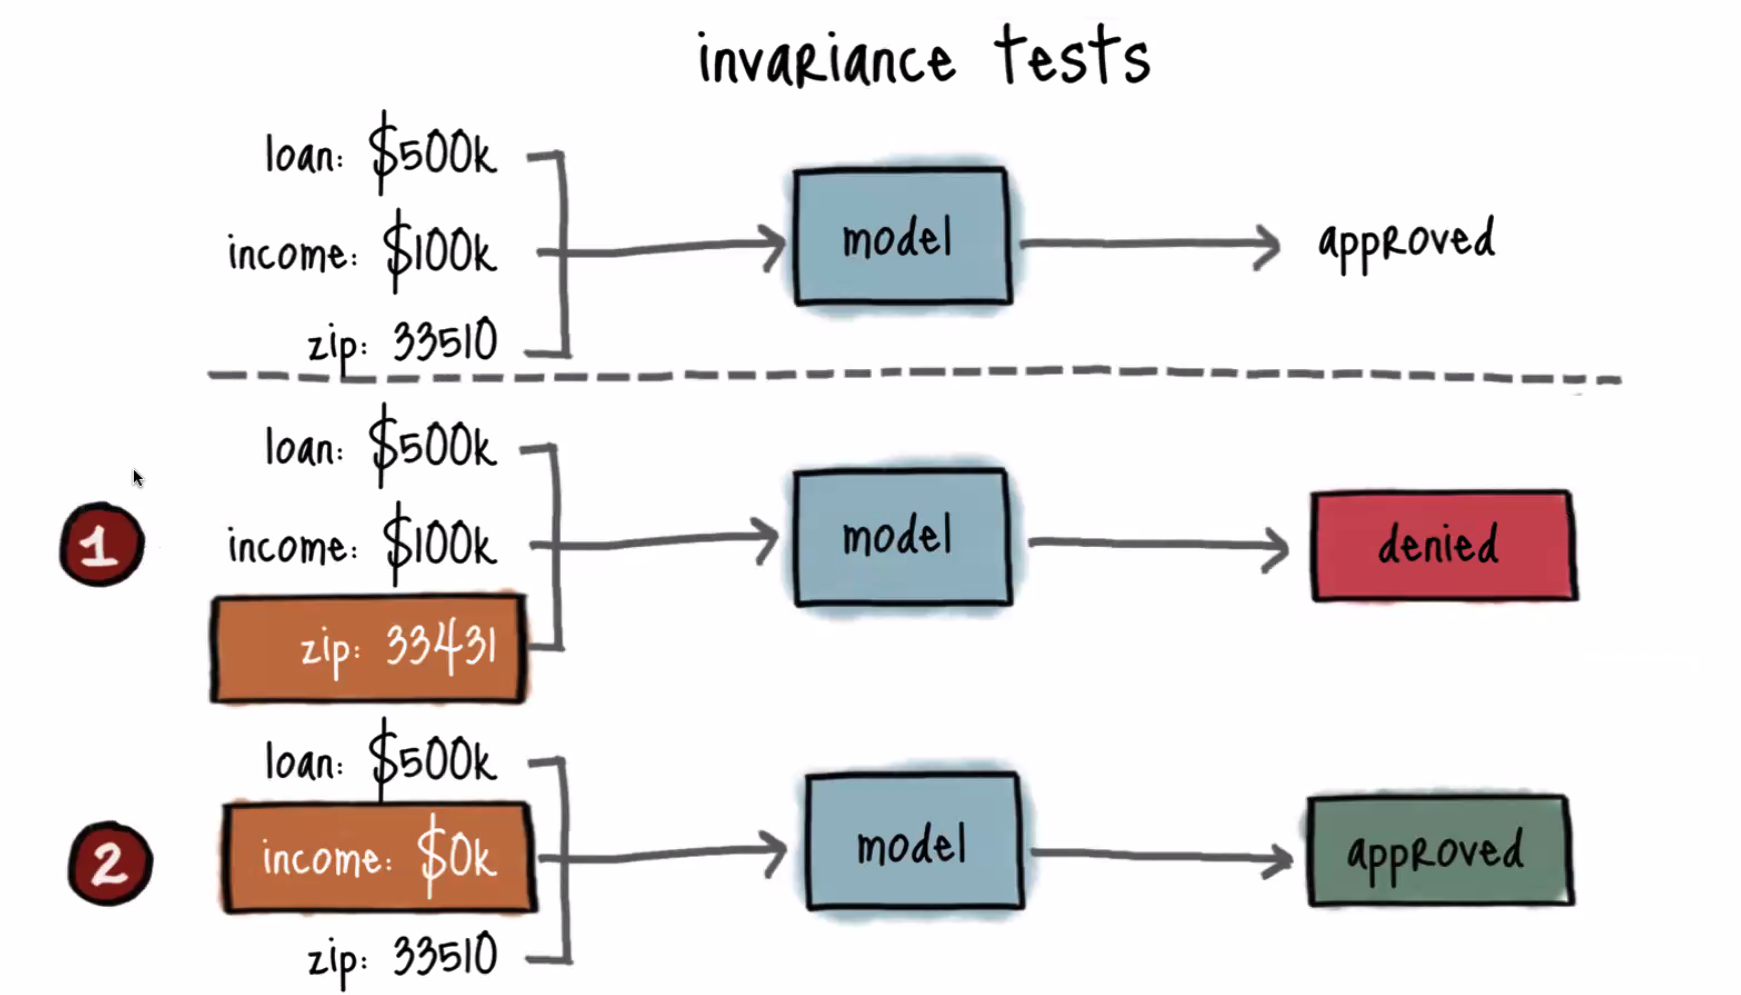 invariance tests
loan: $500k
income: $100k
zip: 33510
model
approved
1
loan: $500k
income: $100k
zip: 33431
model
denied
2
loan: $500k
income: $0k
zip: 33510
model
approved